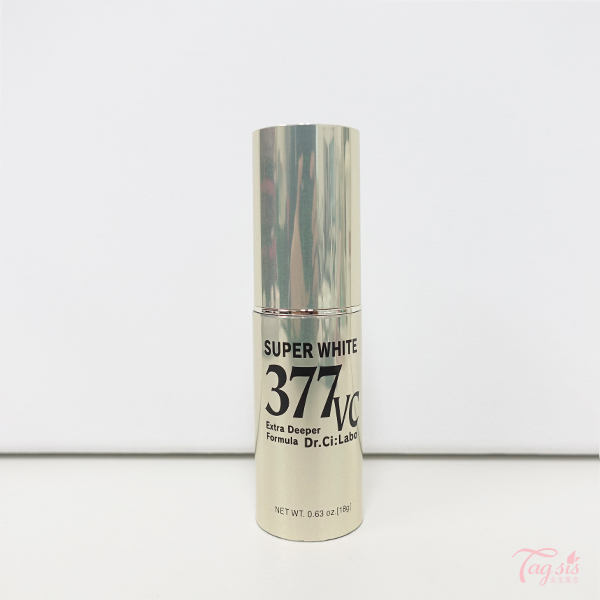 SUPER WHITE
377VC
Extra Deeper
Formula Dr.Ci:Labo
NET WT. 0.63 oz.[18g]
Tag sis